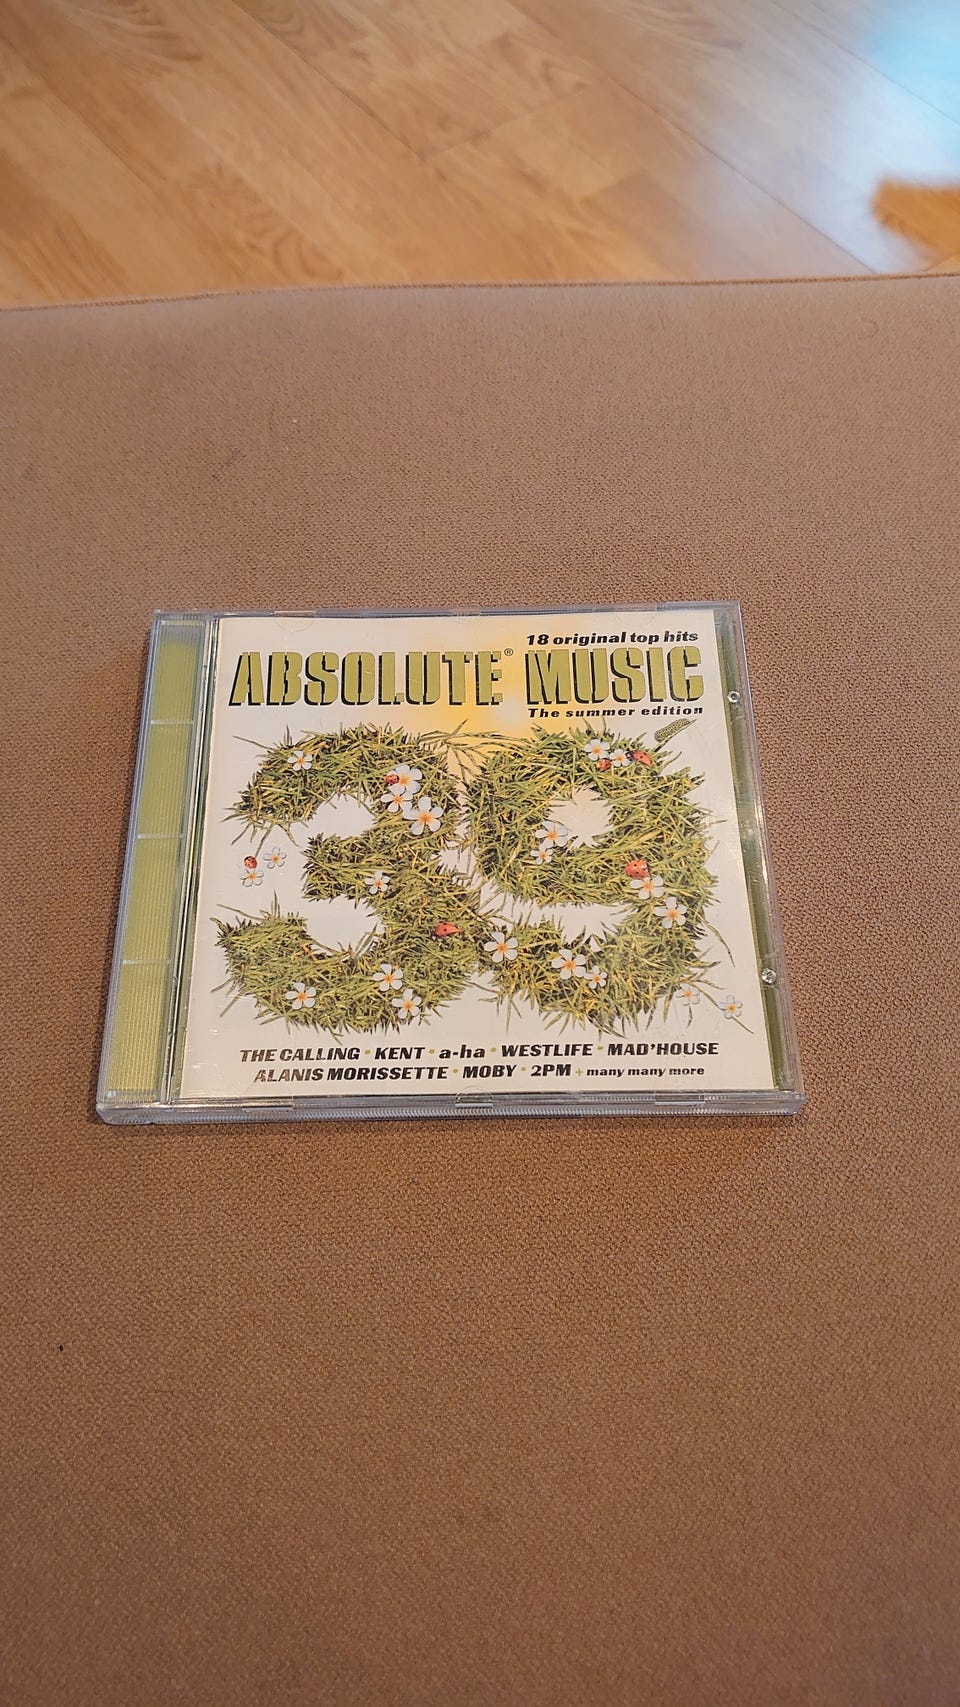 18 original top hits
ABSOLUTE® MUSIC
The summer edition
39
THE CALLING • KENT • a-ha • WESTLIFE • MAD'HOUSE
ALANIS MORISSETTE • MOBY • 2PM + many many more